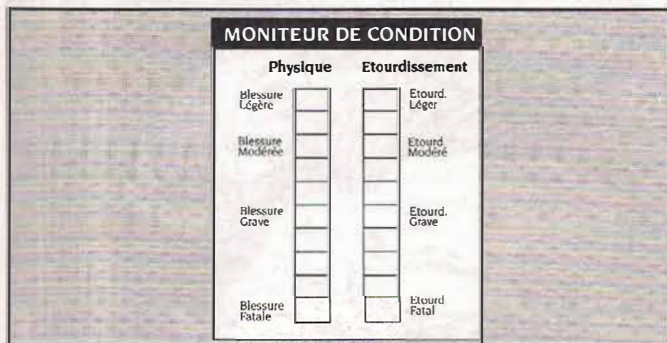 MONITEUR DE CONDITION
Physique Etourdissement
Blessure
Légère
Etourd.
Léger
Blessure
Modérée
Etourd
Modéré
Blessure
Grave
Etourd.
Grave
Blessure
Fatale
Etourd
Fatal